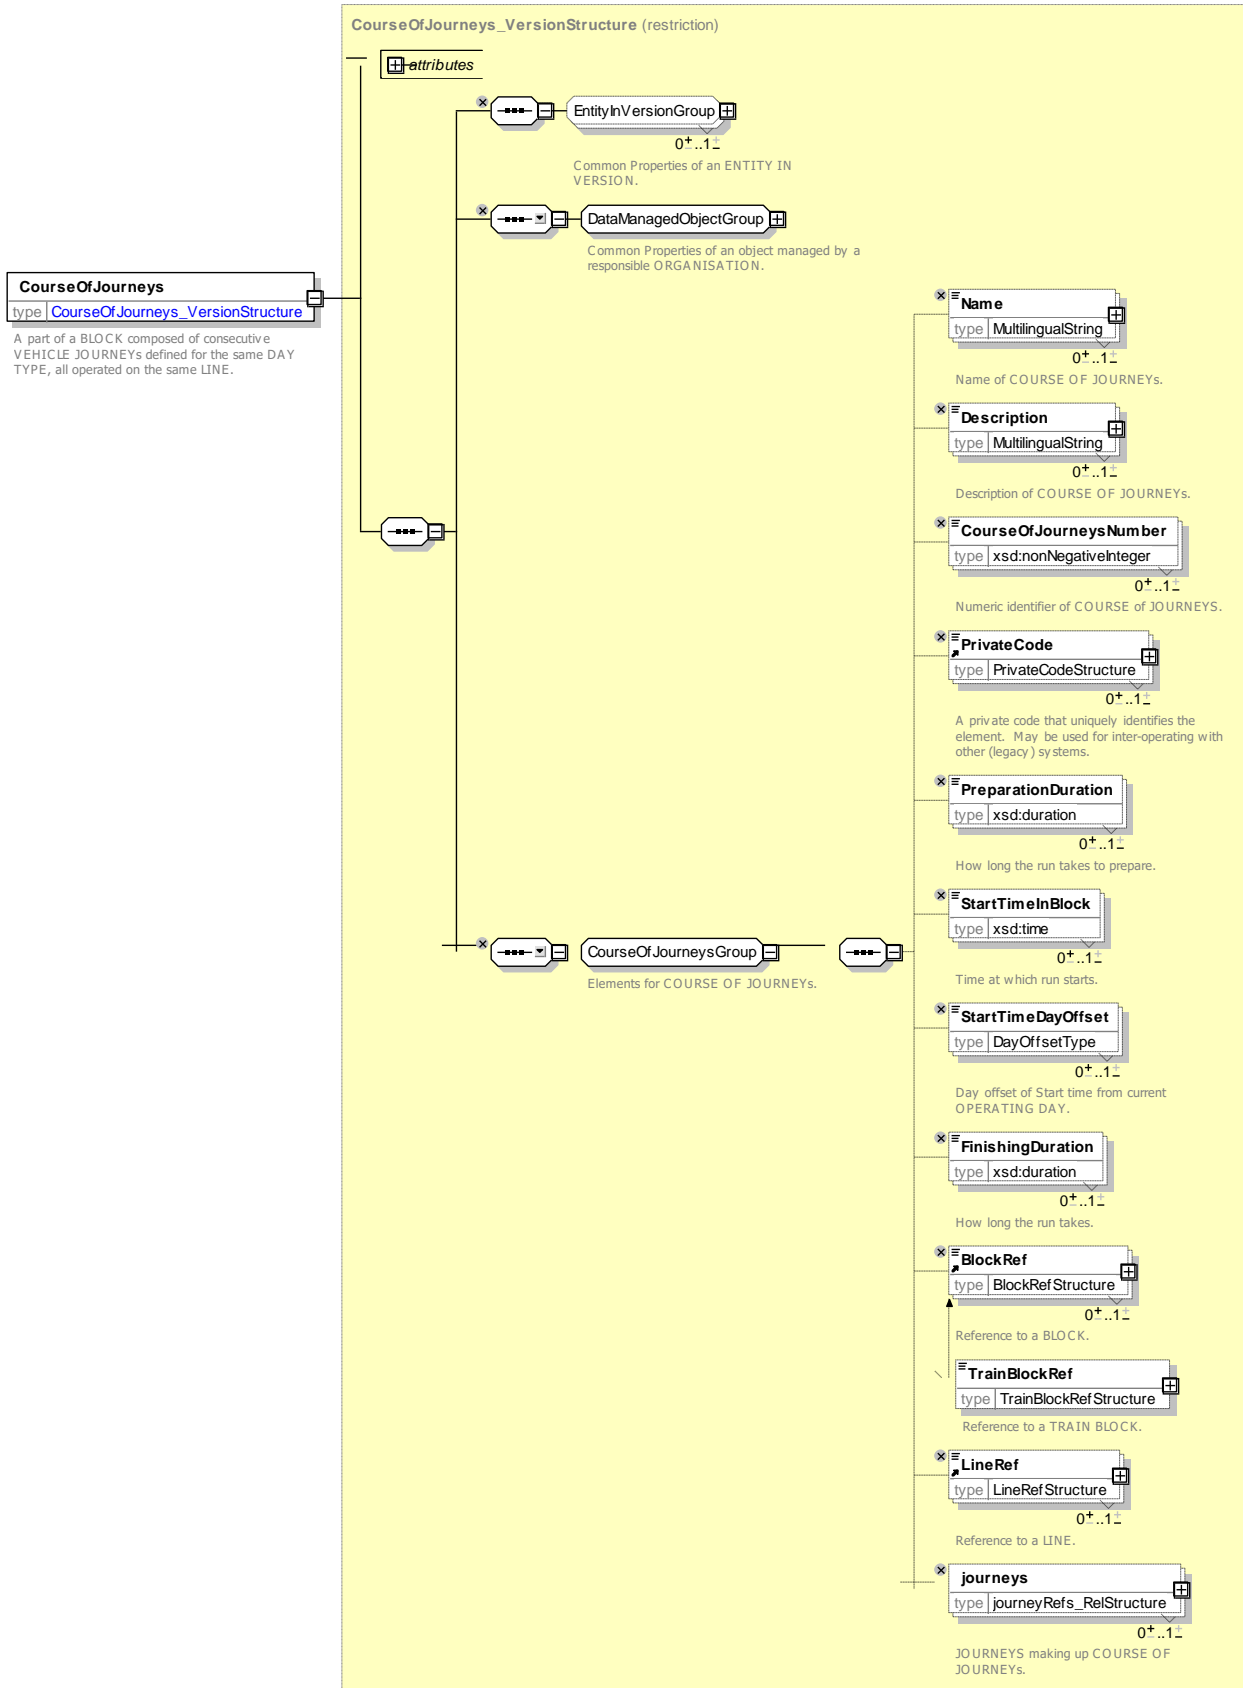 CourseOfJourneys_VersionStructure (restriction)
attributes
EntityInVersionGroup
0..1
Common Properties of an ENTITY IN
VERSION.
DataManagedObjectGroup
Common Properties of an object managed by a
responsible ORGANISATION.
CourseOfJourneys
type CourseOfJourneys_VersionStructure
A part of a BLOCK composed of consecutive
VEHICLE JOURNEYs defined for the same DAY
TYPE, all operated on the same LINE.
CourseOfJourneysGroup
Elements for COURSE OF JOURNEYs.
Name
type MultilingualString
0..1
Name of COURSE OF JOURNEYs.
Description
type MultilingualString
0..1
Description of COURSE OF JOURNEYs.
CourseOfJourneysNumber
type xsd:nonNegativeInteger
0..1
Numeric identifier of COURSE of JOURNEYS.
PrivateCode
type PrivateCodeStructure
0..1
A private code that uniquely identifies the
element. May be used for inter-operating with
other (legacy) systems.
PreparationDuration
type xsd:duration
0..1
How long the run takes to prepare.
StartTimeInBlock
type xsd:time
0..1
Time at which run starts.
StartTimeDayOffset
type DayOffsetType
0..1
Day offset of Start time from current
OPERATING DAY.
FinishingDuration
type xsd:duration
0..1
How long the run takes.
BlockRef
type BlockRefStructure
0..1
Reference to a BLOCK.
TrainBlockRef
type TrainBlockRefStructure
Reference to a TRAIN BLOCK.
LineRef
type LineRefStructure
0..1
Reference to a LINE.
journeys
type journeyRefs_RelStructure
0..1
JOURNEYS making up COURSE OF
JOURNEYs.